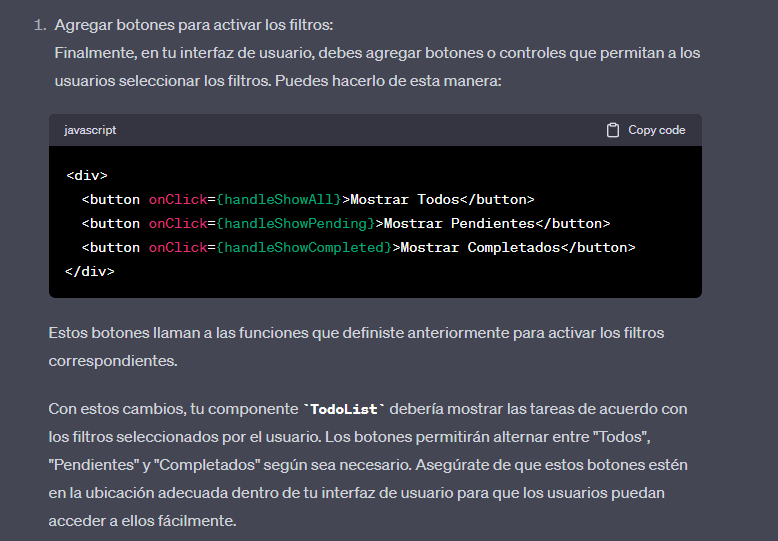 1. Agregar botones para activar los filtros:
Finalmente, en tu interfaz de usuario, debes agregar botones o controles que permitan a los
usuarios seleccionar los filtros. Puedes hacerlo de esta manera:
javascript Copy code
<div>
  <button onClick={handleShowAll}>Mostrar Todos</button>
  <button onClick={handleShowPending}>Mostrar Pendientes</button>
  <button onClick={handleShowCompleted}>Mostrar Completados</button>
</div>
Estos botones llaman a las funciones que definiste anteriormente para activar los filtros
correspondientes.
Con estos cambios, tu componente `TodoList` debería mostrar las tareas de acuerdo con
los filtros seleccionados por el usuario. Los botones permitirán alternar entre "Todos",
"Pendientes" y "Completados" según sea necesario. Asegúrate de que estos botones estén
en la ubicación adecuada dentro de tu interfaz de usuario para que los usuarios puedan
acceder a ellos fácilmente.